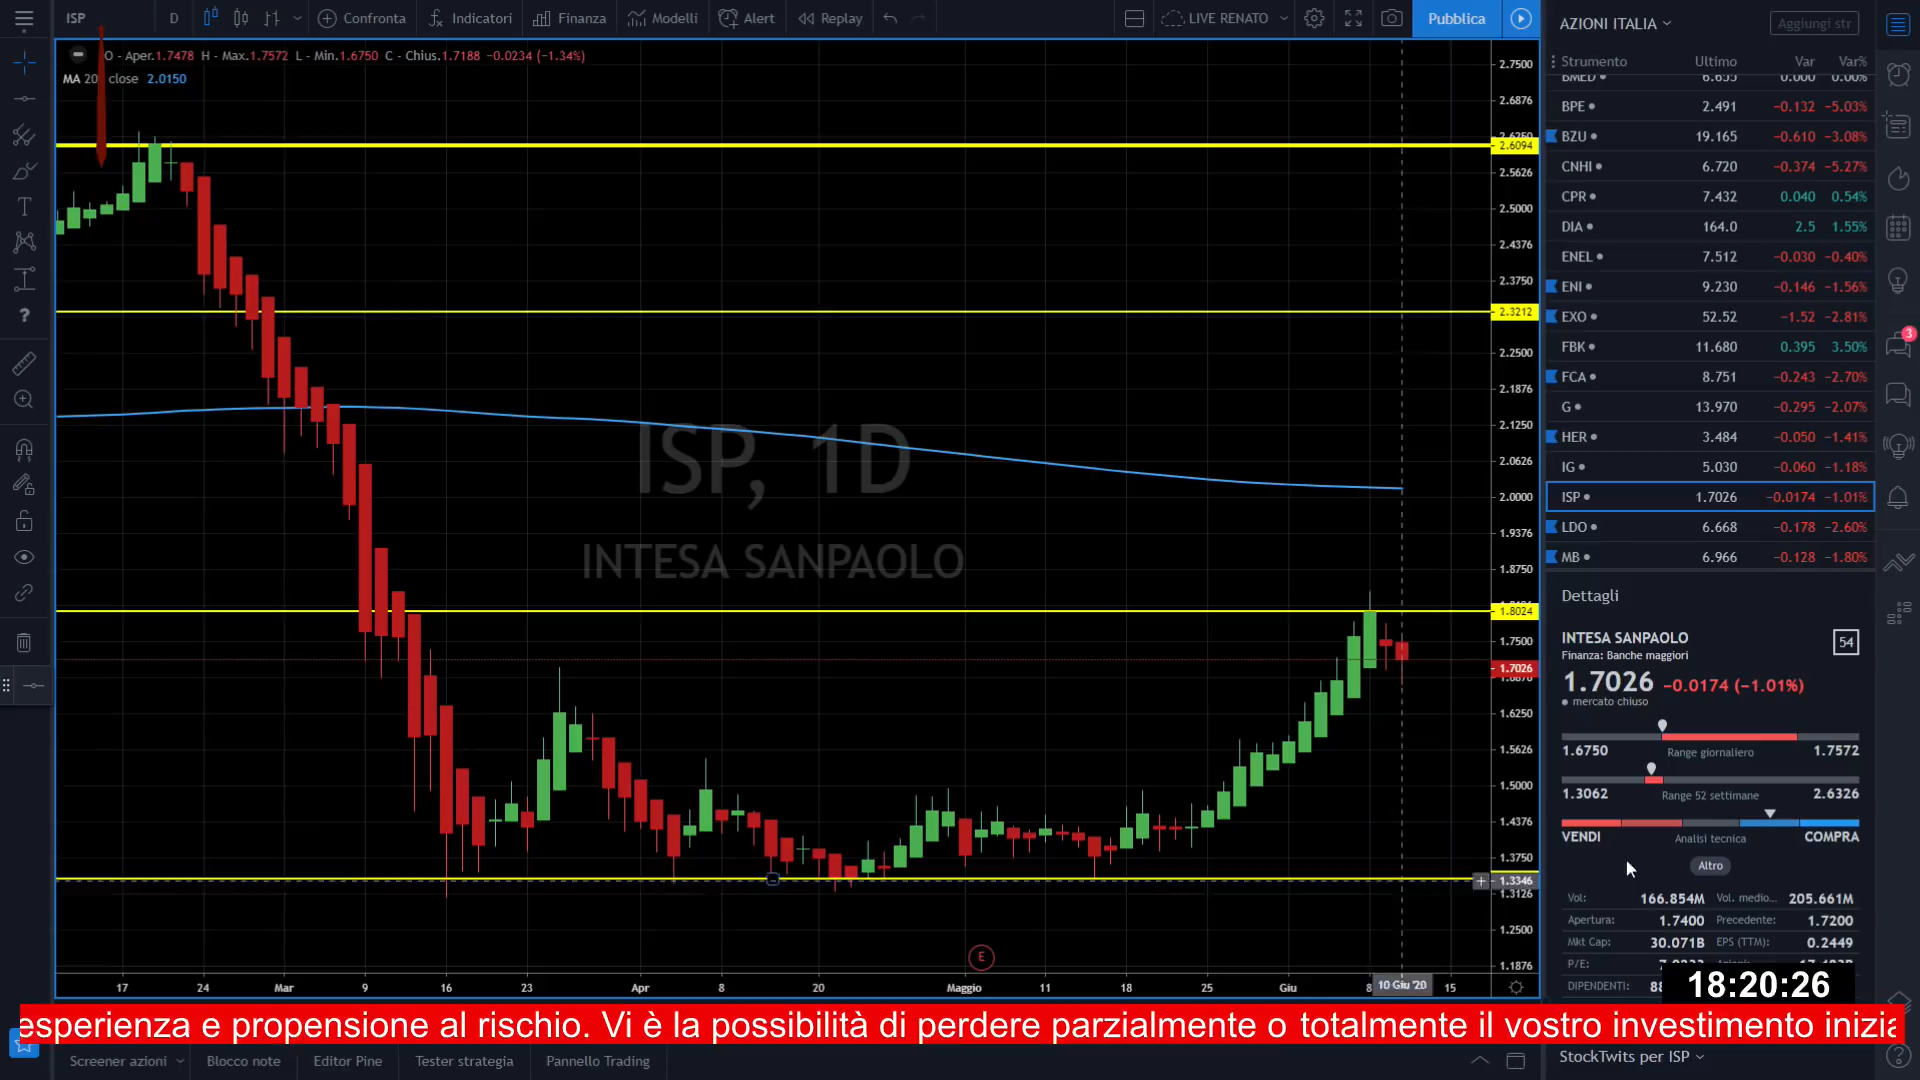 ISP D Confronta Indicatori Finanza Modelli Alert Replay LIVE RENATO Pubblica
O - Aper.1.7478 H - Max.1.7572 L - Min.1.6750 C - Chius.1.7188 -0.0234 (-1.34%)
MA 20 close 2.0150
ISP, 1D
INTESA SANPAOLO
2.7500
2.6876
2.6094
2.5626
2.5000
2.4376
2.3750
2.3212
2.2500
2.1876
2.1250
2.0626
2.0000
1.9376
1.8750
1.8024
1.7500
1.7026
1.6250
1.5626
1.5000
1.4376
1.3750
1.3346
1.3126
1.2500
1.1876
E
17 24 Mar 9 16 23 Apr 8 20 Maggio 11 18 25 Giu 8 10 Giu '20 15
AZIONI ITALIA Aggiungi str
Strumento Ultimo Var Var%
BMED 6.655 0.000 0.00%
BPE 2.491 -0.132 -5.03%
BZU 19.165 -0.610 -3.08%
CNHI 6.720 -0.374 -5.27%
CPR 7.432 0.040 0.54%
DIA 164.0 2.5 1.55%
ENEL 7.512 -0.030 -0.40%
ENI 9.230 -0.146 -1.56%
EXO 52.52 -1.52 -2.81%
FBK 11.680 0.395 3.50%
FCA 8.751 -0.243 -2.70%
G 13.970 -0.295 -2.07%
HER 3.484 -0.050 -1.41%
IG 5.030 -0.060 -1.18%
ISP 1.7026 -0.0174 -1.01%
LDO 6.668 -0.178 -2.60%
MB 6.966 -0.128 -1.80%
3
Dettagli
INTESA SANPAOLO 54
Finanza: Banche maggiori
1.7026 -0.0174 (-1.01%)
mercato chiuso
1.6750 Range giornaliero 1.7572
1.3062 Range 52 settimane 2.6326
VENDI Analisi tecnica COMPRA
Altro
Vol: 166.854M Vol. medio... 205.661M
Apertura: 1.7400 Precedente: 1.7200
Mkt Cap: 30.071B EPS (TTM): 0.2449
P/E:
DIPENDENTI: 88
18:20:26
esperienza e propensione al rischio. Vi è la possibilità di perdere parzialmente o totalmente il vostro investimento inizia
Screener azioni Blocco note Editor Pine Tester strategia Pannello Trading
StockTwits per ISP